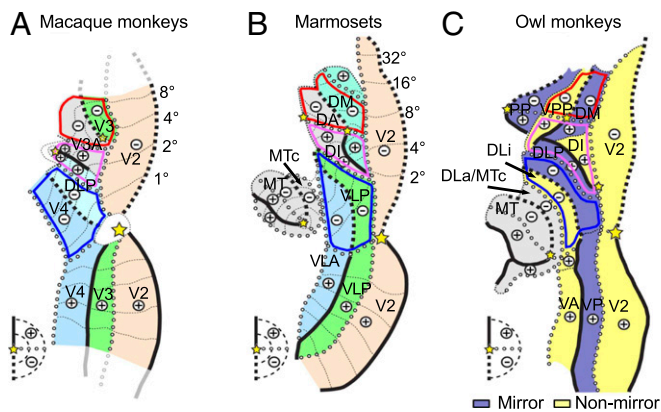 A Macaque monkeys
8°
4°
2°
1°
V3
V3A
V2
DLP
V4
V4 V3 V2
B Marmosets
32°
16°
8°
4°
2°
DM
DA
V2
DI
MTc
MT
VLP
VLA
VLP
V2
C Owl monkeys
PP VPP DM
DLP DI V2
DLi
DLa/MTc
MT
VA VP V2
Mirror Non-mirror